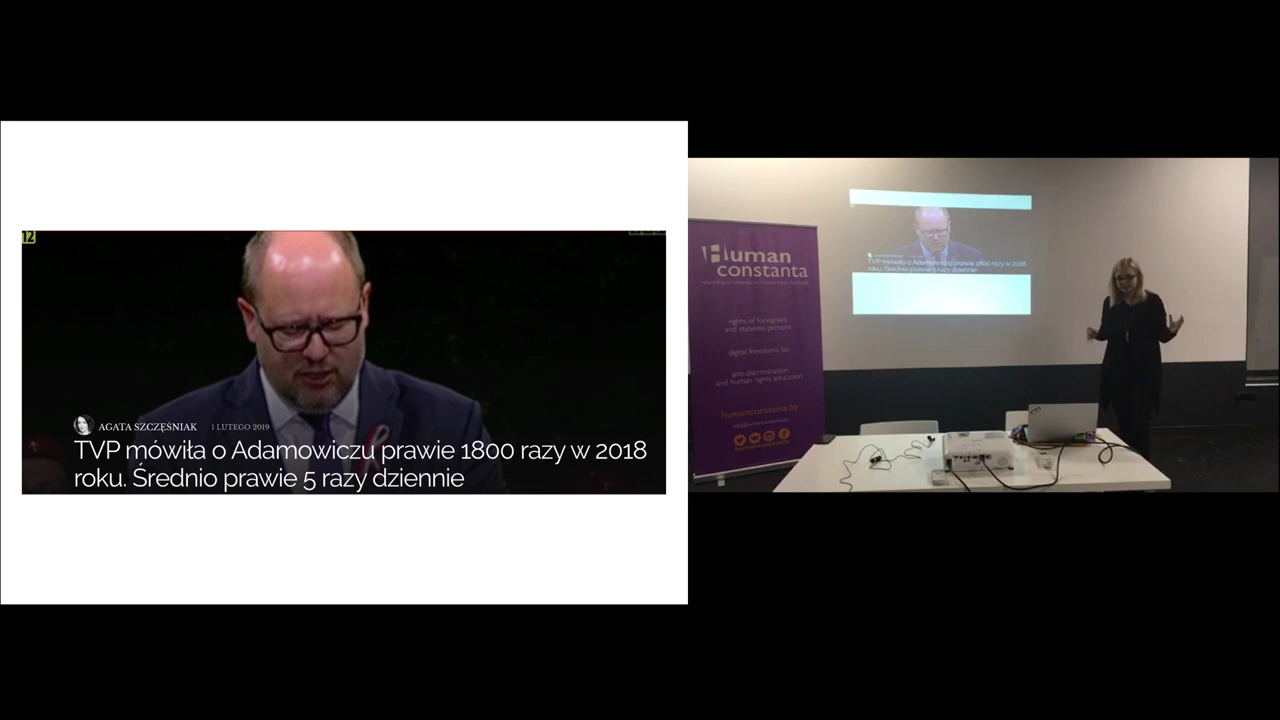 12
AGATA SZCZĘŚNIAK 1 LUTEGO 2019
TVP mówiła o Adamowiczu prawie 1800 razy w 2018
roku. Średnio prawie 5 razy dziennie
Human
constanta
rights of foreigners
and stateless persons
digital freedoms lab
anti-discrimination
and human rights education
humanconstanta.by
humanconstanta
TVP mówiła o Adamowiczu prawie 1800 razy w 2018
roku. Średnio prawie 5 razy dziennie